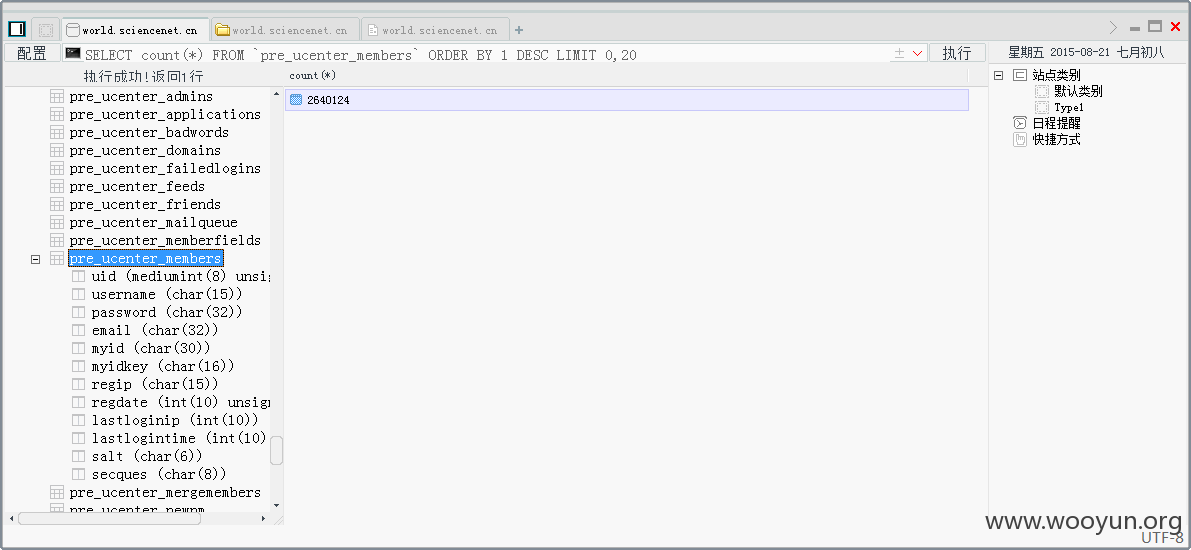 world.sciencenet.cn
world.sciencenet.cn
world.sciencenet.cn
配置
SELECT count(*) FROM `pre_ucenter_members` ORDER BY 1 DESC LIMIT 0,20
执行
星期五 2015-08-21 七月初八
执行成功!返回1行
count(*)
2640124
pre_ucenter_admins
pre_ucenter_applications
pre_ucenter_badwords
pre_ucenter_domains
pre_ucenter_failedlogins
pre_ucenter_feeds
pre_ucenter_friends
pre_ucenter_mailqueue
pre_ucenter_memberfields
pre_ucenter_members
uid (mediumint(8) unsig
username (char(15))
password (char(32))
email (char(32))
myid (char(30))
myidkey (char(16))
regip (char(15))
regdate (int(10) unsign
lastloginip (int(10))
lastlogintime (int(10)
salt (char(6))
secques (char(8))
pre_ucenter_mergemembers
pre_ucenter_newpm
站点类别
默认类别
Type1
日程提醒
快捷方式
www.wooyun.org
UTF-8